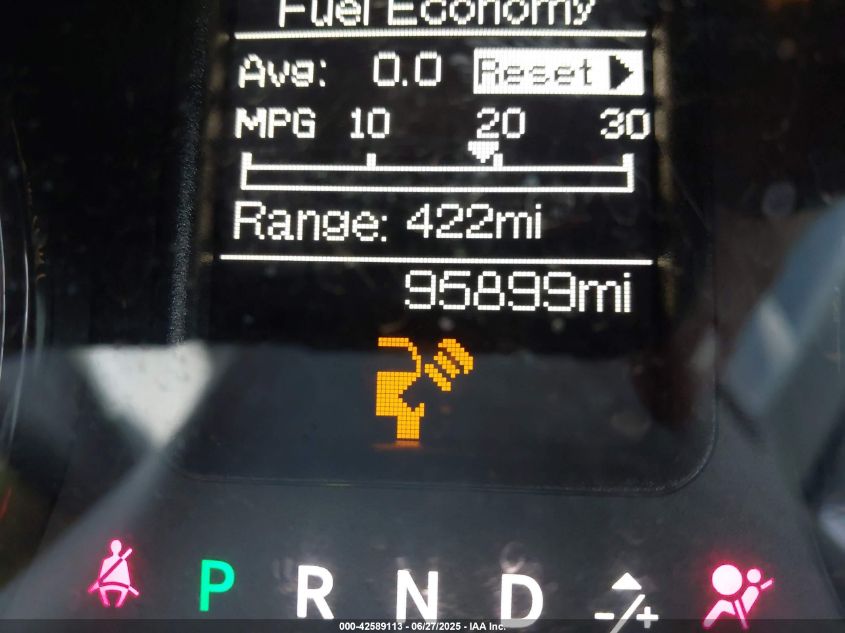 Fuel Economy
Avg: 0.0 Reset
MPG 10 20 30
Range: 422mi
95899mi
P R N D -/+
000-42589113 - 06/27/2025 - IAA Inc.